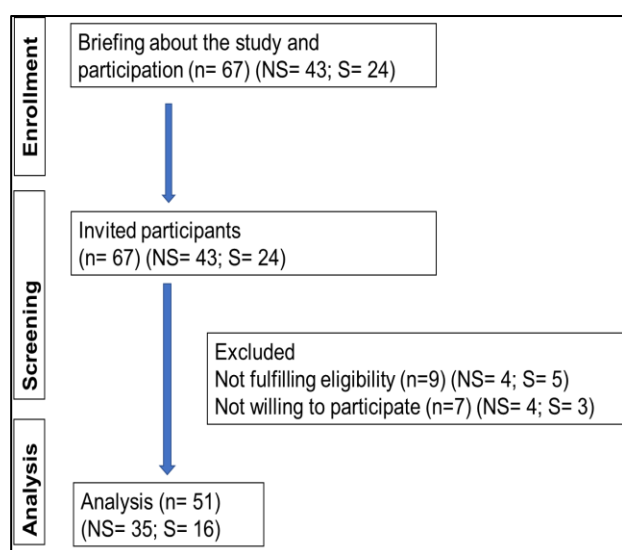 Enrollment
Briefing about the study and
participation (n= 67) (NS= 43; S= 24)
Screening
Invited participants
(n= 67) (NS= 43; S= 24)
Excluded
Not fulfilling eligibility (n=9) (NS= 4; S= 5)
Not willing to participate (n=7) (NS= 4; S= 3)
Analysis
Analysis (n= 51)
(NS= 35; S= 16)